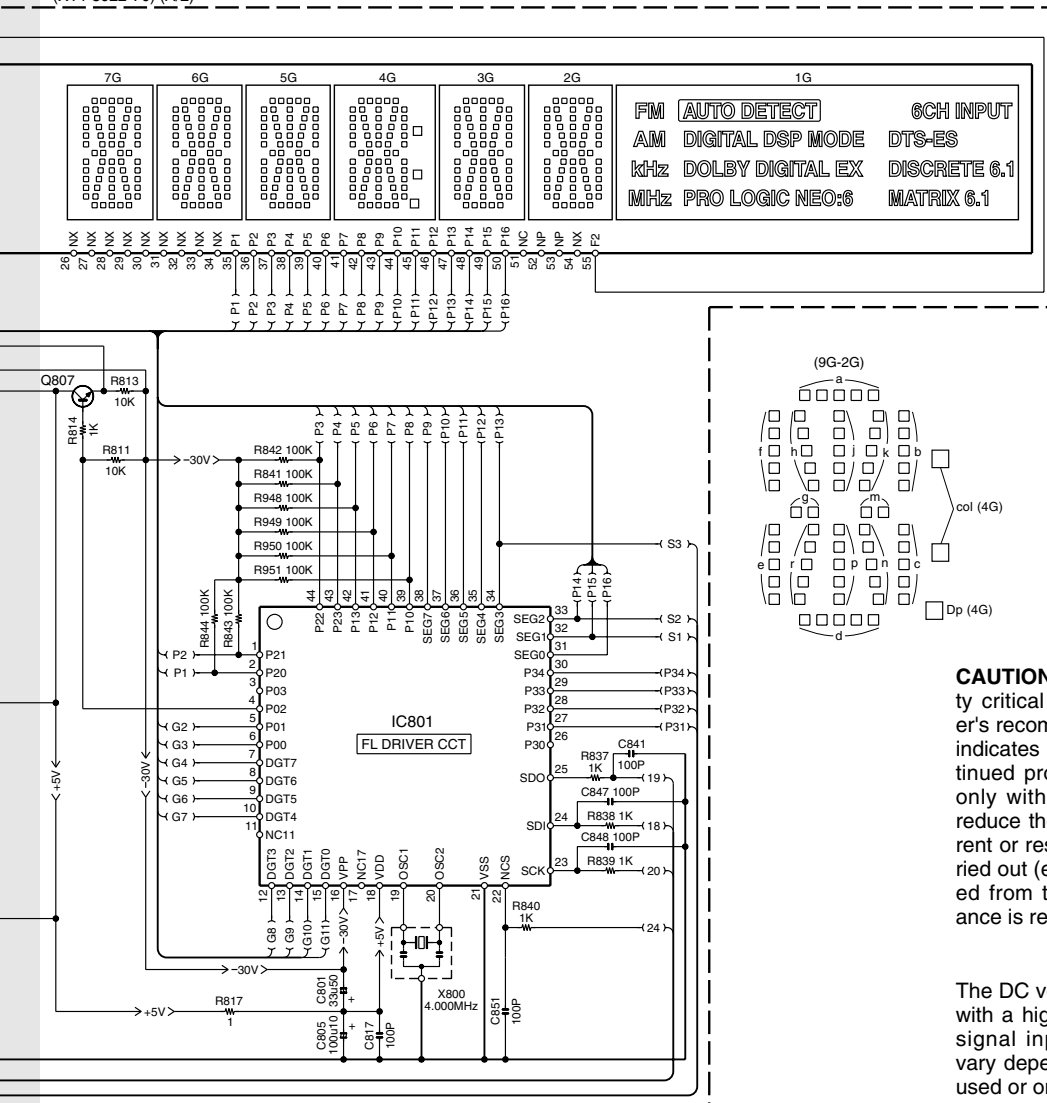 7G 6G 5G 4G 3G 2G 1G
FM AUTO DETECT 6CH INPUT
AM DIGITAL DSP MODE DTS-ES
kHz DOLBY DIGITAL EX DISCRETE 6.1
MHz PRO LOGIC NEO:6 MATRIX 6.1
NX NX NX NX NX NX NX NX NX P1 P2 P3 P4 P5 P6 P7 P8 P9 P10 P11 P12 P13 P14 P15 P16 NC NP NP NX F2
26 27 28 29 30 31 32 33 34 35 36 37 38 39 40 41 42 43 44 45 46 47 48 49 50 51 52 53 54 55
P1 P2 P3 P4 P5 P6 P7 P8 P9 P10 P11 P12 P13 P14 P15 P16
(9G-2G)
a
f h j k b
g m
col (4G)
e r p n c
d
Dp (4G)
Q807
R813
10K
R814
1K
R811
10K
−30V
P3 P4 P5 P6 P7 P8 P9 P10 P11 P12 P13
R842 100K
R841 100K
R948 100K
R949 100K
R950 100K
R951 100K
R844 100K
R843 100K
S3
P14 P15 P16
44 43 42 41 40 39 38 37 36 35 34
P22 P23 P13 P12 P11 P10 SEG7 SEG6 SEG5 SEG4 SEG3
P2 1 P21
P1 2 P20
3 P03
4 P02
G2 5 P01
G3 6 P00
G4 7 DGT7
G5 8 DGT6
G6 9 DGT5
G7 10 DGT4
11 NC11
IC801
FL DRIVER CCT
SEG2 33 S2
SEG1 32 S1
SEG0 31
P34 30 P34
P33 29 P33
P32 28 P32
P31 27 P31
P30 26
SDO 25 R837 1K C841 100P 19
C847 100P
SDI 24 R838 1K 18
C848 100P
SCK 23 R839 1K 20
DGT3 DGT2 DGT1 DGT0 VPP NC17 VDD OSC1 OSC2 VSS NCS
12 13 14 15 16 17 18 19 20 21 22
G8 G9 G10 G11 −30V +5V
R840
1K
24
+5V
−30V
−30V
C801
33u50
+
X800
4.000MHz
+5V
R817
1
C805
100u10
+
C817
100P
C851
100P
CAUTION
ty critical
er's recom
indicates
tinued pro
only with
reduce th
rent or res
ried out (e
ed from t
ance is re
The DC v
with a hig
signal inp
vary depe
used or or